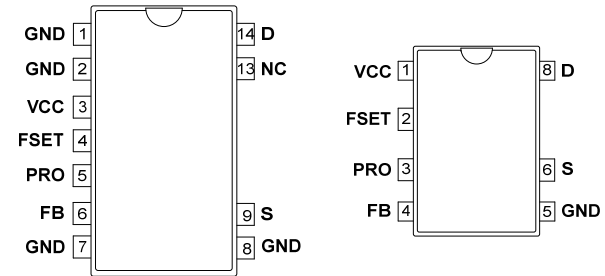 GND 1 14 D
GND 2 13 NC
VCC 3
FSET 4
PRO 5
FB 6 9 S
GND 7 8 GND
VCC 1 8 D
FSET 2
PRO 3 6 S
FB 4 5 GND